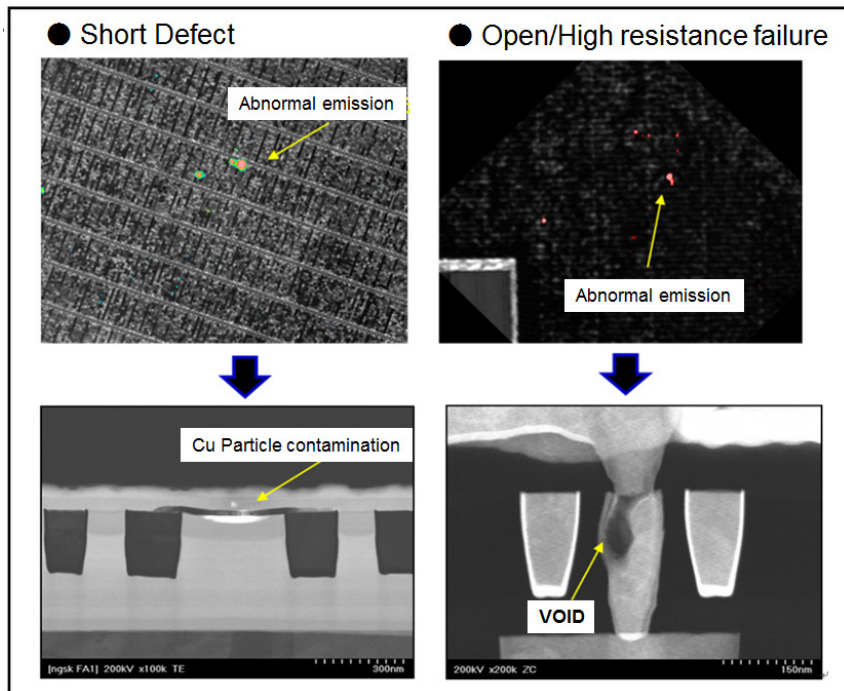 ● Short Defect
● Open/High resistance failure
Abnormal emission
Abnormal emission
Cu Particle contamination
VOID
[ngsk FA1] 200kV x100k TE
300nm
200kV x200k ZC
150nm